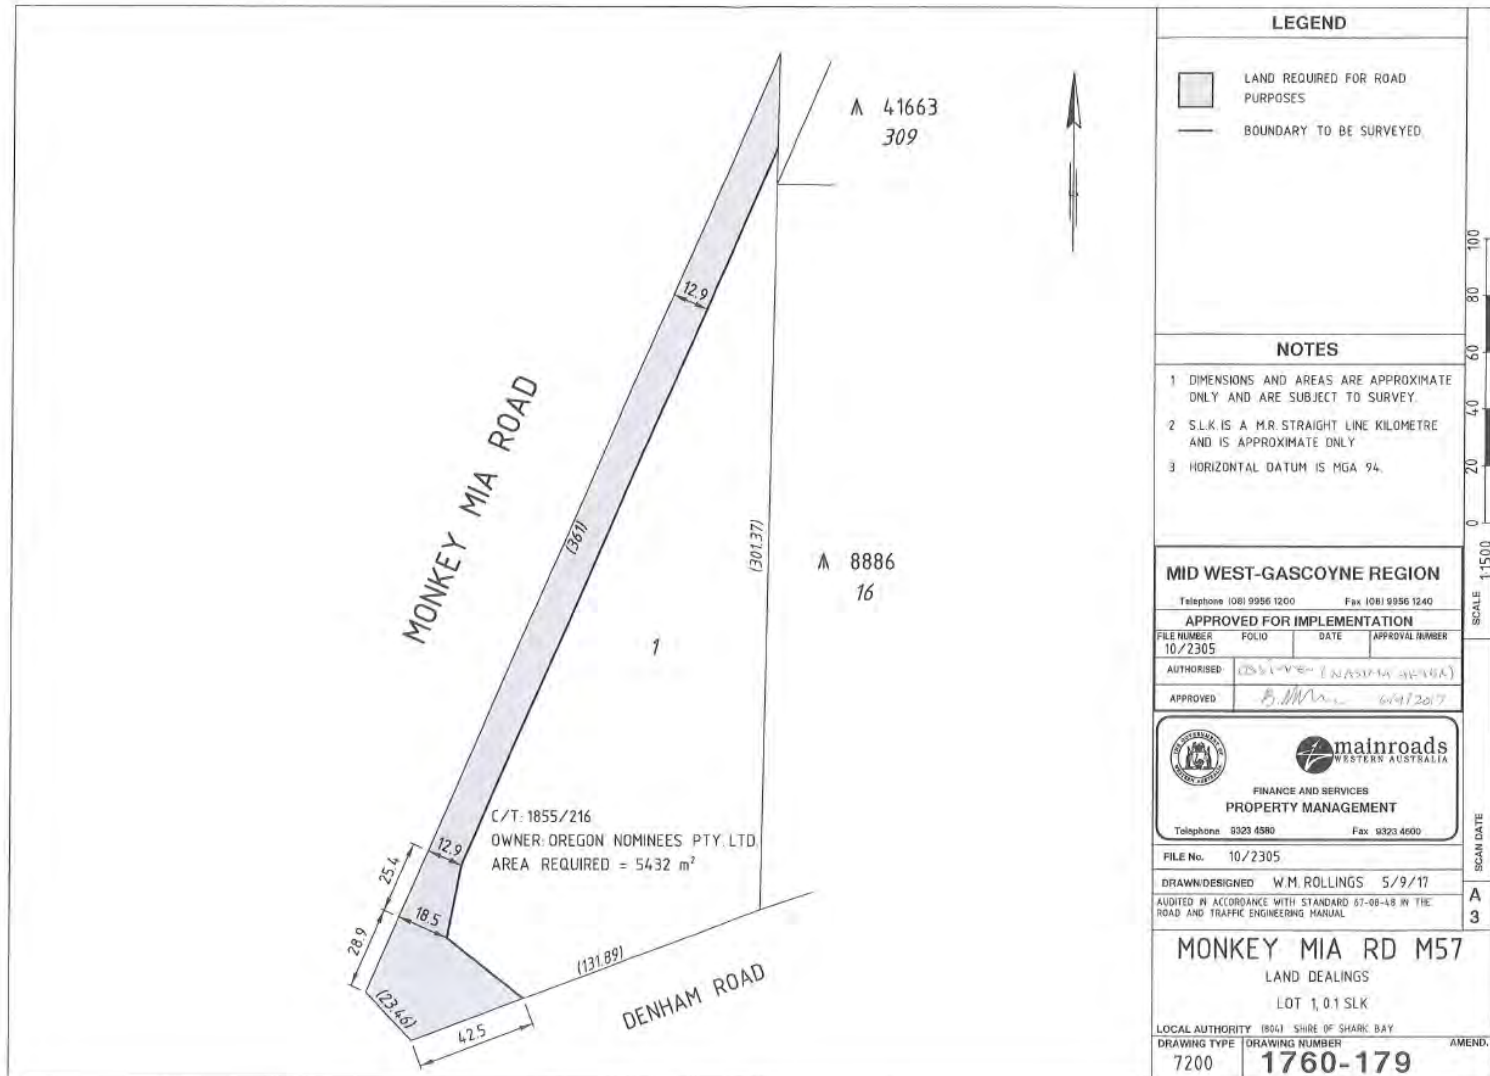 ⩚ 41663
309
12.9
MONKEY MIA ROAD
(361)
(301.37)
⩚ 8886
16
1
C/T: 1855/216
OWNER: OREGON NOMINEES PTY. LTD.
AREA REQUIRED = 5432 m²
12.9
25.4
18.5
28.9
(23.46)
42.5
(131.89)
DENHAM ROAD
LEGEND
LAND REQUIRED FOR ROAD
PURPOSES
BOUNDARY TO BE SURVEYED.
NOTES
1 DIMENSIONS AND AREAS ARE APPROXIMATE
ONLY AND ARE SUBJECT TO SURVEY.
2 S.L.K. IS A M.R. STRAIGHT LINE KILOMETRE
AND IS APPROXIMATE ONLY
3 HORIZONTAL DATUM IS MGA 94.
MID WEST-GASCOYNE REGION
Telephone (08) 9956 1200 Fax (08) 9956 1240
APPROVED FOR IMPLEMENTATION
FILE NUMBER FOLIO DATE APPROVAL NUMBER
10/2305
AUTHORISED
APPROVED 6/9/2017
THE GOVERNMENT OF
WESTERN AUSTRALIA
mainroads
WESTERN AUSTRALIA
FINANCE AND SERVICES
PROPERTY MANAGEMENT
Telephone 9323 4580 Fax 9323 4600
FILE No. 10/2305
DRAWN/DESIGNED W.M. ROLLINGS 5/9/17
AUDITED IN ACCORDANCE WITH STANDARD 67-08-48 IN THE
ROAD AND TRAFFIC ENGINEERING MANUAL
MONKEY MIA RD M57
LAND DEALINGS
LOT 1, 0.1 SLK
LOCAL AUTHORITY (804) SHIRE OF SHARK BAY
DRAWING TYPE DRAWING NUMBER AMEND.
7200 1760-179
100
80
60
40
20
0
SCALE 1:1500
SCAN DATE
A
3